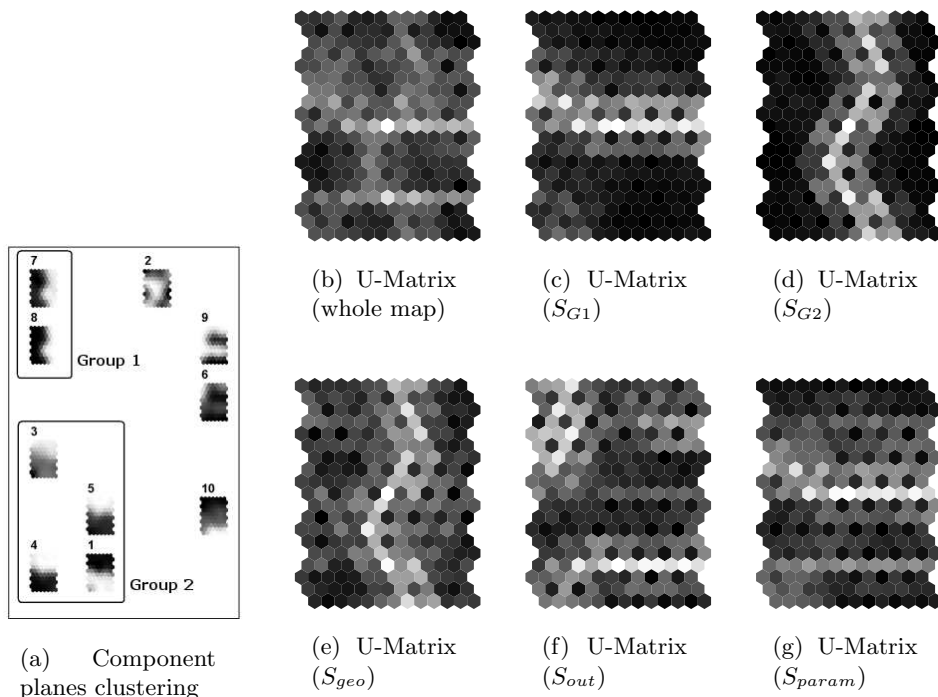 7
2
8
9
Group 1
6
3
5
10
4
1
Group 2
(a) Component
planes clustering
(b) U-Matrix
(whole map)
(c) U-Matrix
(S_{G1})
(d) U-Matrix
(S_{G2})
(e) U-Matrix
(S_{geo})
(f) U-Matrix
(S_{out})
(g) U-Matrix
(S_{param})